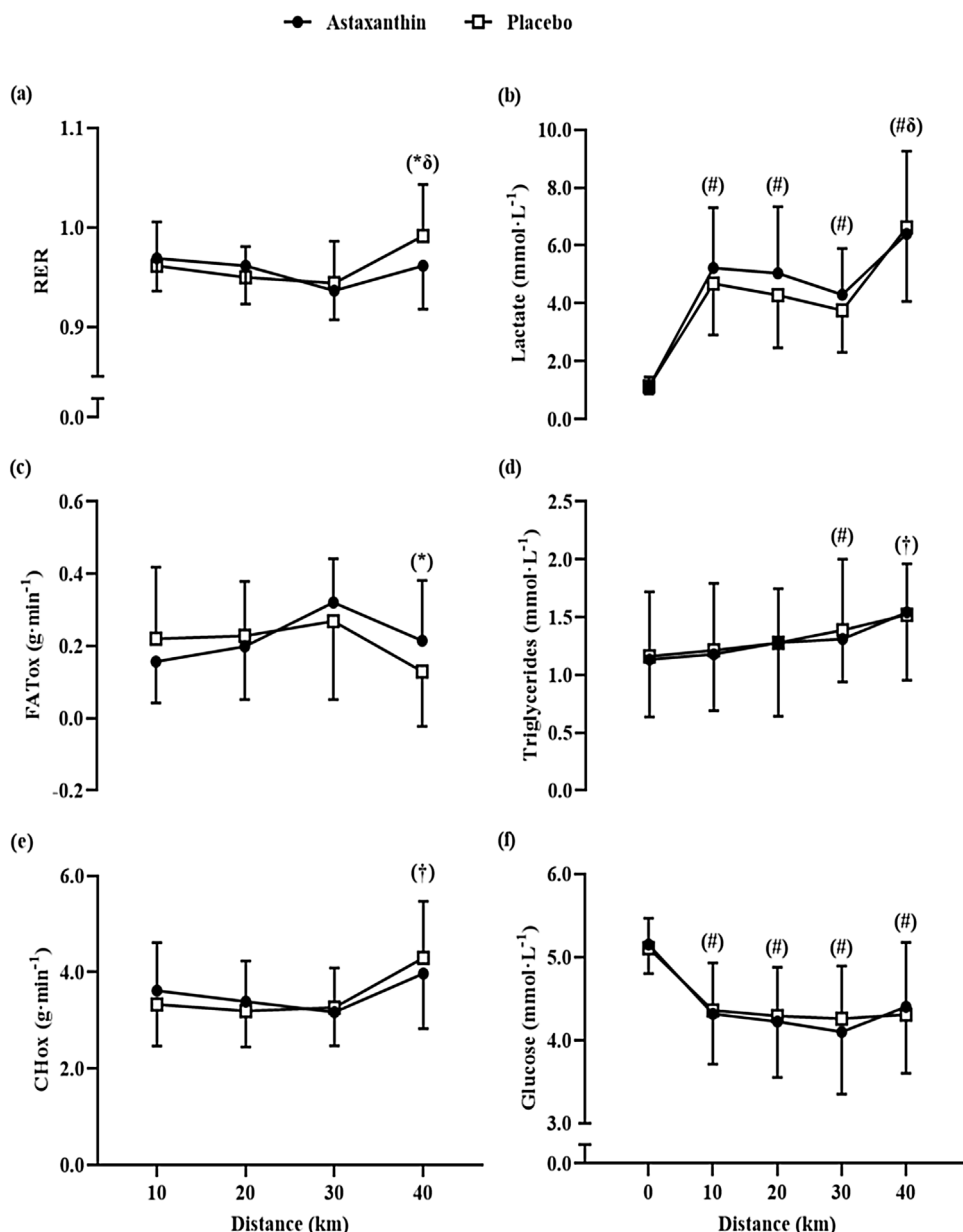 Astaxanthin Placebo
(a)
1.1
1.0
0.9
0.0
RER
(*δ)
(b)
10.0
8.0
6.0
4.0
2.0
0.0
Lactate (mmol·L⁻¹)
(#)
(#)
(#)
(#δ)
(c)
0.6
0.4
0.2
0.0
-0.2
FATox (g·min⁻¹)
(*)
(d)
2.5
2.0
1.5
1.0
0.5
0.0
Triglycerides (mmol·L⁻¹)
(#)
(†)
(e)
6.0
4.0
2.0
0.0
CHox (g·min⁻¹)
(†)
10 20 30 40
Distance (km)
(f)
6.0
5.0
4.0
3.0
0.0
Glucose (mmol·L⁻¹)
(#)
(#)
(#)
(#)
0 10 20 30 40
Distance (km)